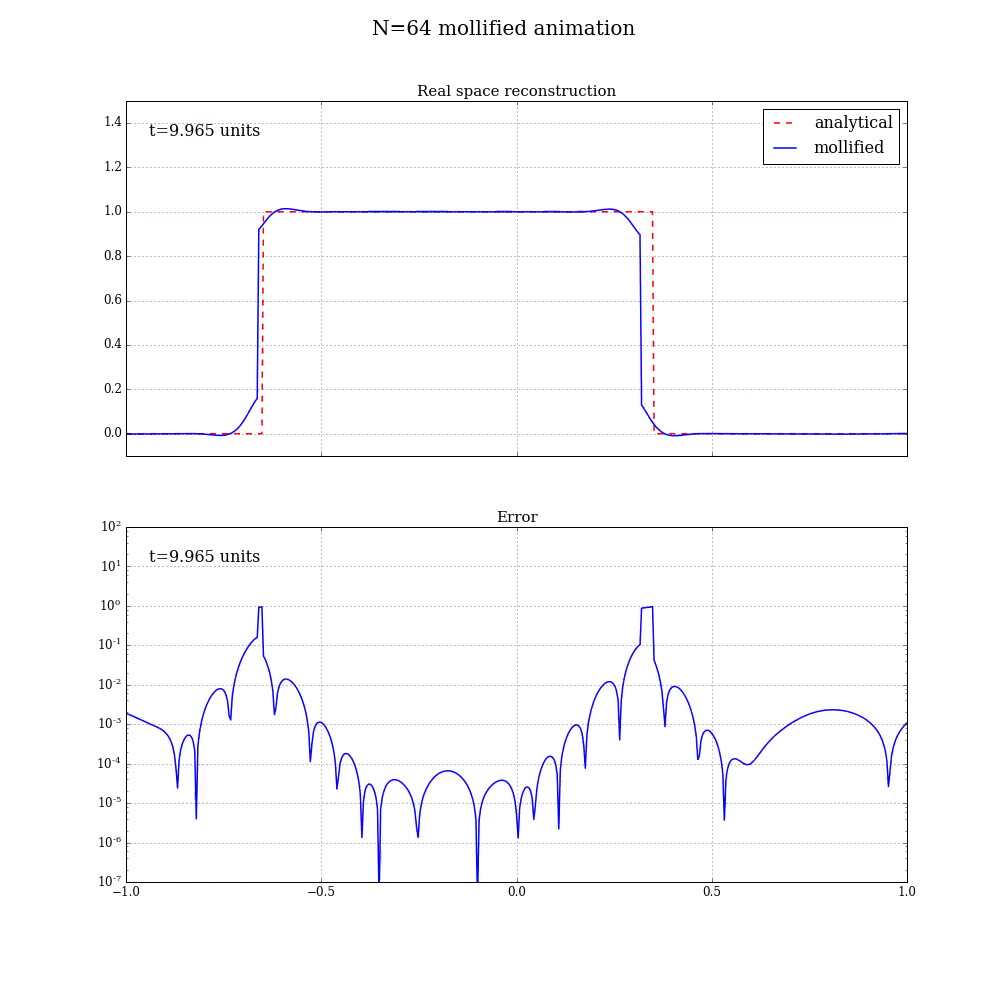 N=64 mollified animation
Real space reconstruction
t=9.965 units
analytical
mollified
1.4
1.2
1.0
0.8
0.6
0.4
0.2
0.0
Error
t=9.965 units
10²
10¹
10⁰
10⁻¹
10⁻²
10⁻³
10⁻⁴
10⁻⁵
10⁻⁶
10⁻⁷
−1.0 −0.5 0.0 0.5 1.0